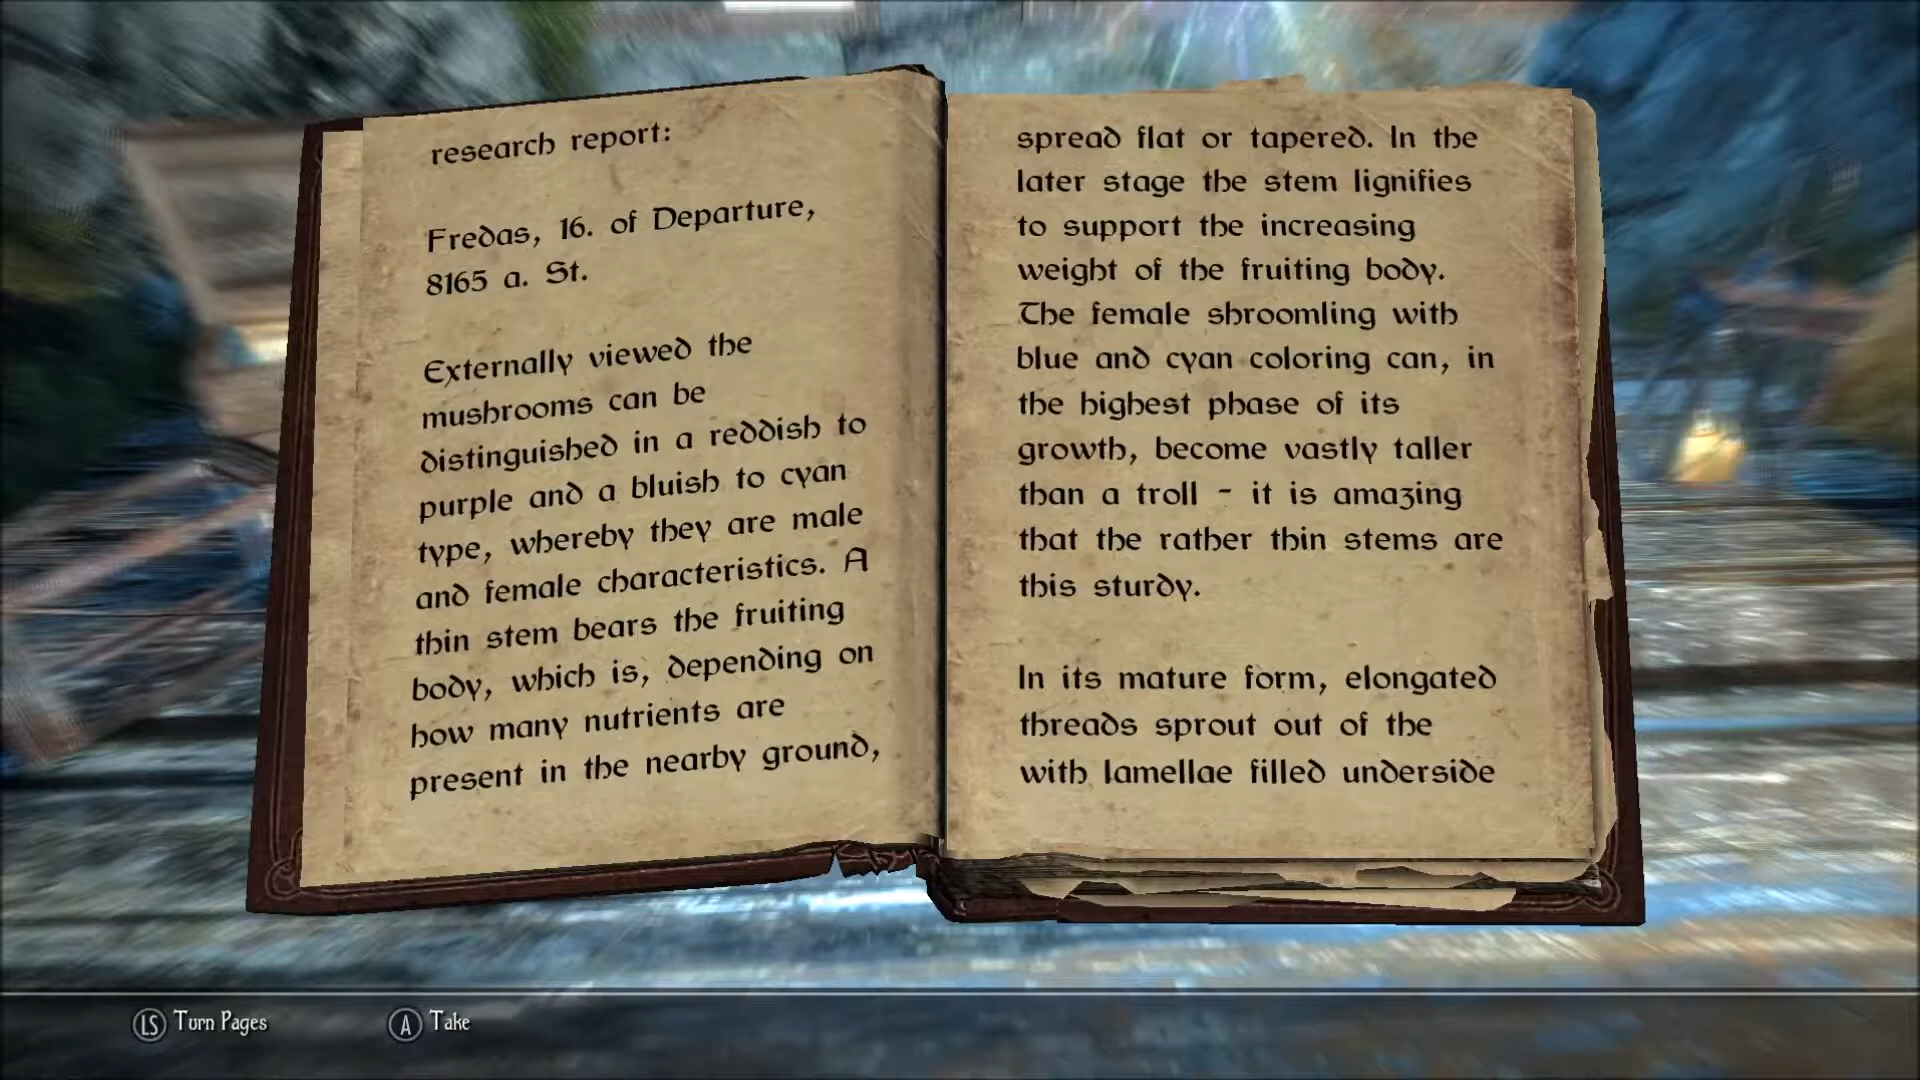 research report:
Fredas, 16. of Departure,
8165 a. St.
Externally viewed the
mushrooms can be
distinguished in a reddish to
purple and a bluish to cyan
type, whereby they are male
and female characteristics. A
thin stem bears the fruiting
body, which is, depending on
how many nutrients are
present in the nearby ground,
spread flat or tapered. In the
later stage the stem lignifies
to support the increasing
weight of the fruiting body.
The female shroomling with
blue and cyan coloring can, in
the highest phase of its
growth, become vastly taller
than a troll - it is amazing
that the rather thin stems are
this sturdy.
In its mature form, elongated
threads sprout out of the
with lamellae filled underside
LS Turn Pages
A Take